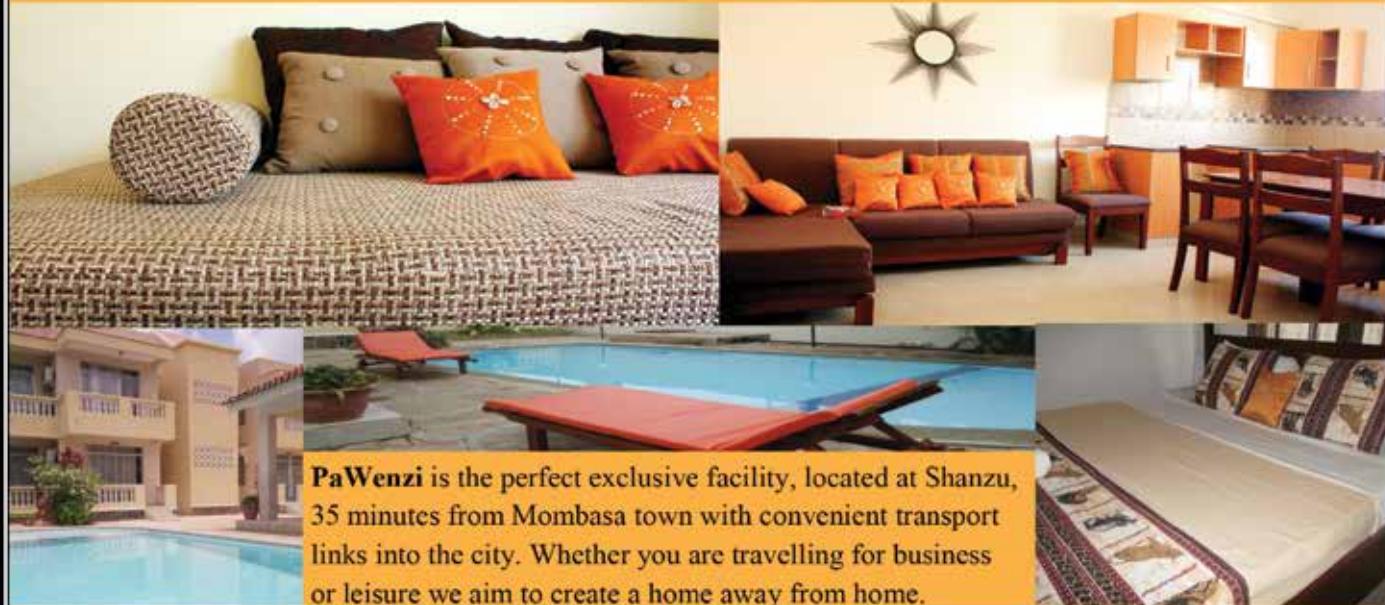 PaWenzi is the perfect exclusive facility, located at Shanzu,
35 minutes from Mombasa town with convenient transport
links into the city. Whether you are travelling for business
or leisure we aim to create a home away from home.